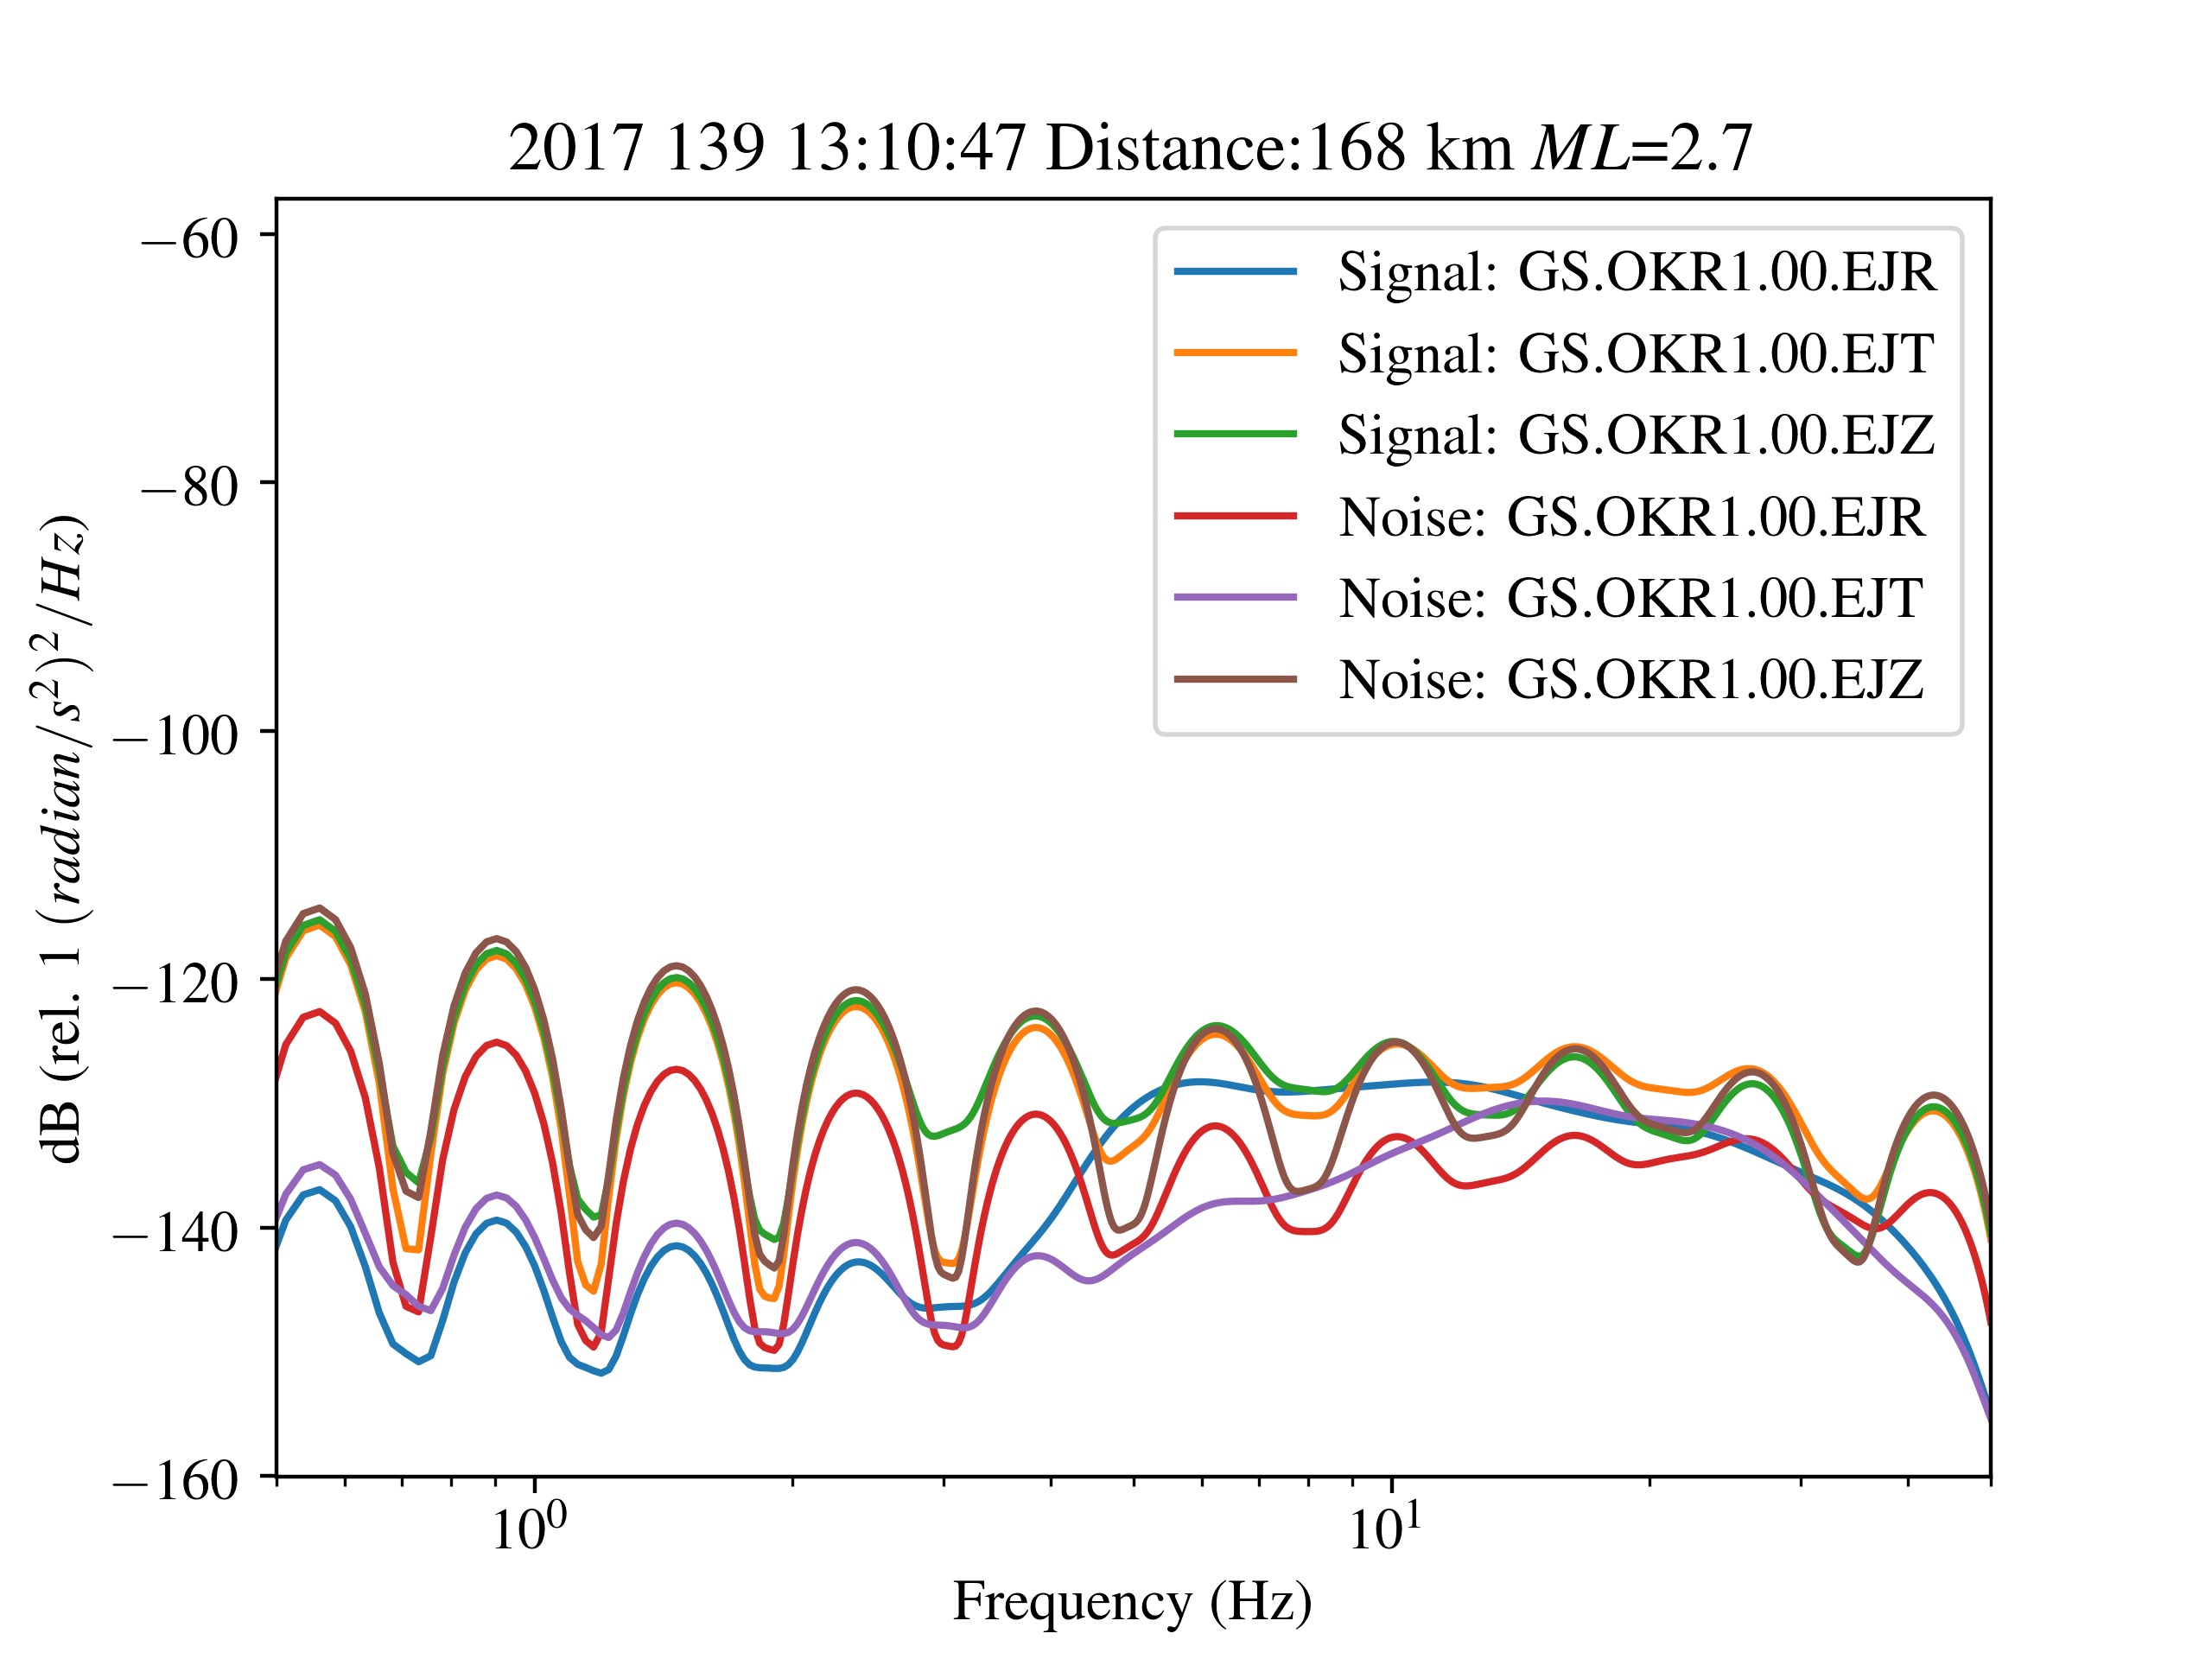 2017 139 13:10:47 Distance:168 km ML=2.7
dB (rel. 1 (radian/s²)²/Hz)
−60
−80
−100
−120
−140
−160
Signal: GS.OKR1.00.EJR
Signal: GS.OKR1.00.EJT
Signal: GS.OKR1.00.EJZ
Noise: GS.OKR1.00.EJR
Noise: GS.OKR1.00.EJT
Noise: GS.OKR1.00.EJZ
10⁰ 10¹
Frequency (Hz)